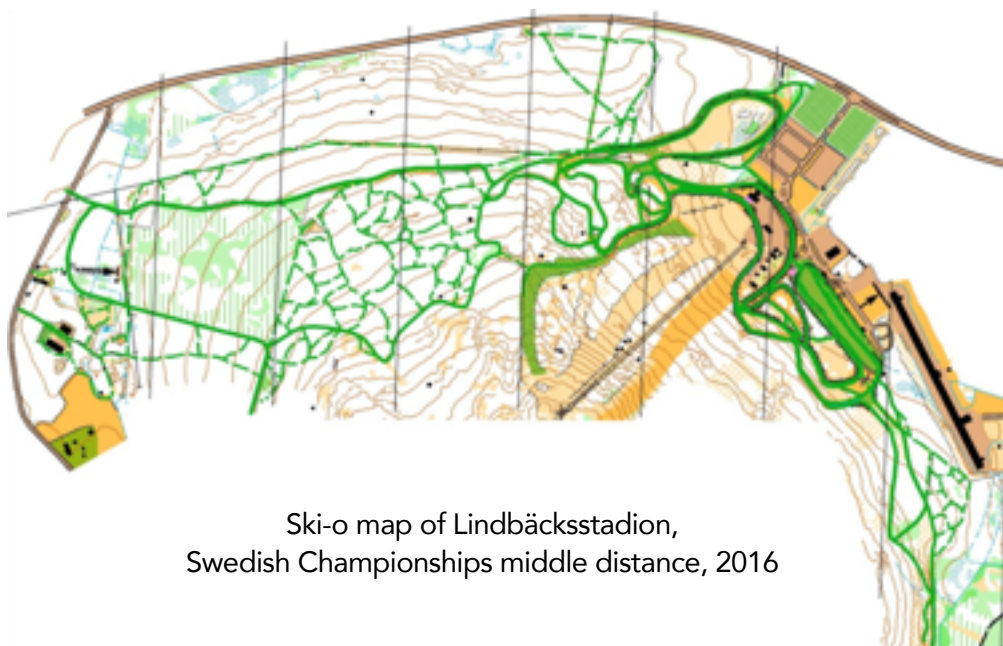 Ski-o map of Lindbäcksstadion,
Swedish Championships middle distance, 2016